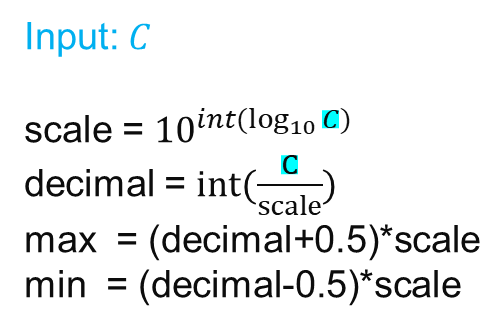 Input: C
scale = 10^int(log₁₀ C)
decimal = int(C/scale)
max = (decimal+0.5)*scale
min = (decimal-0.5)*scale